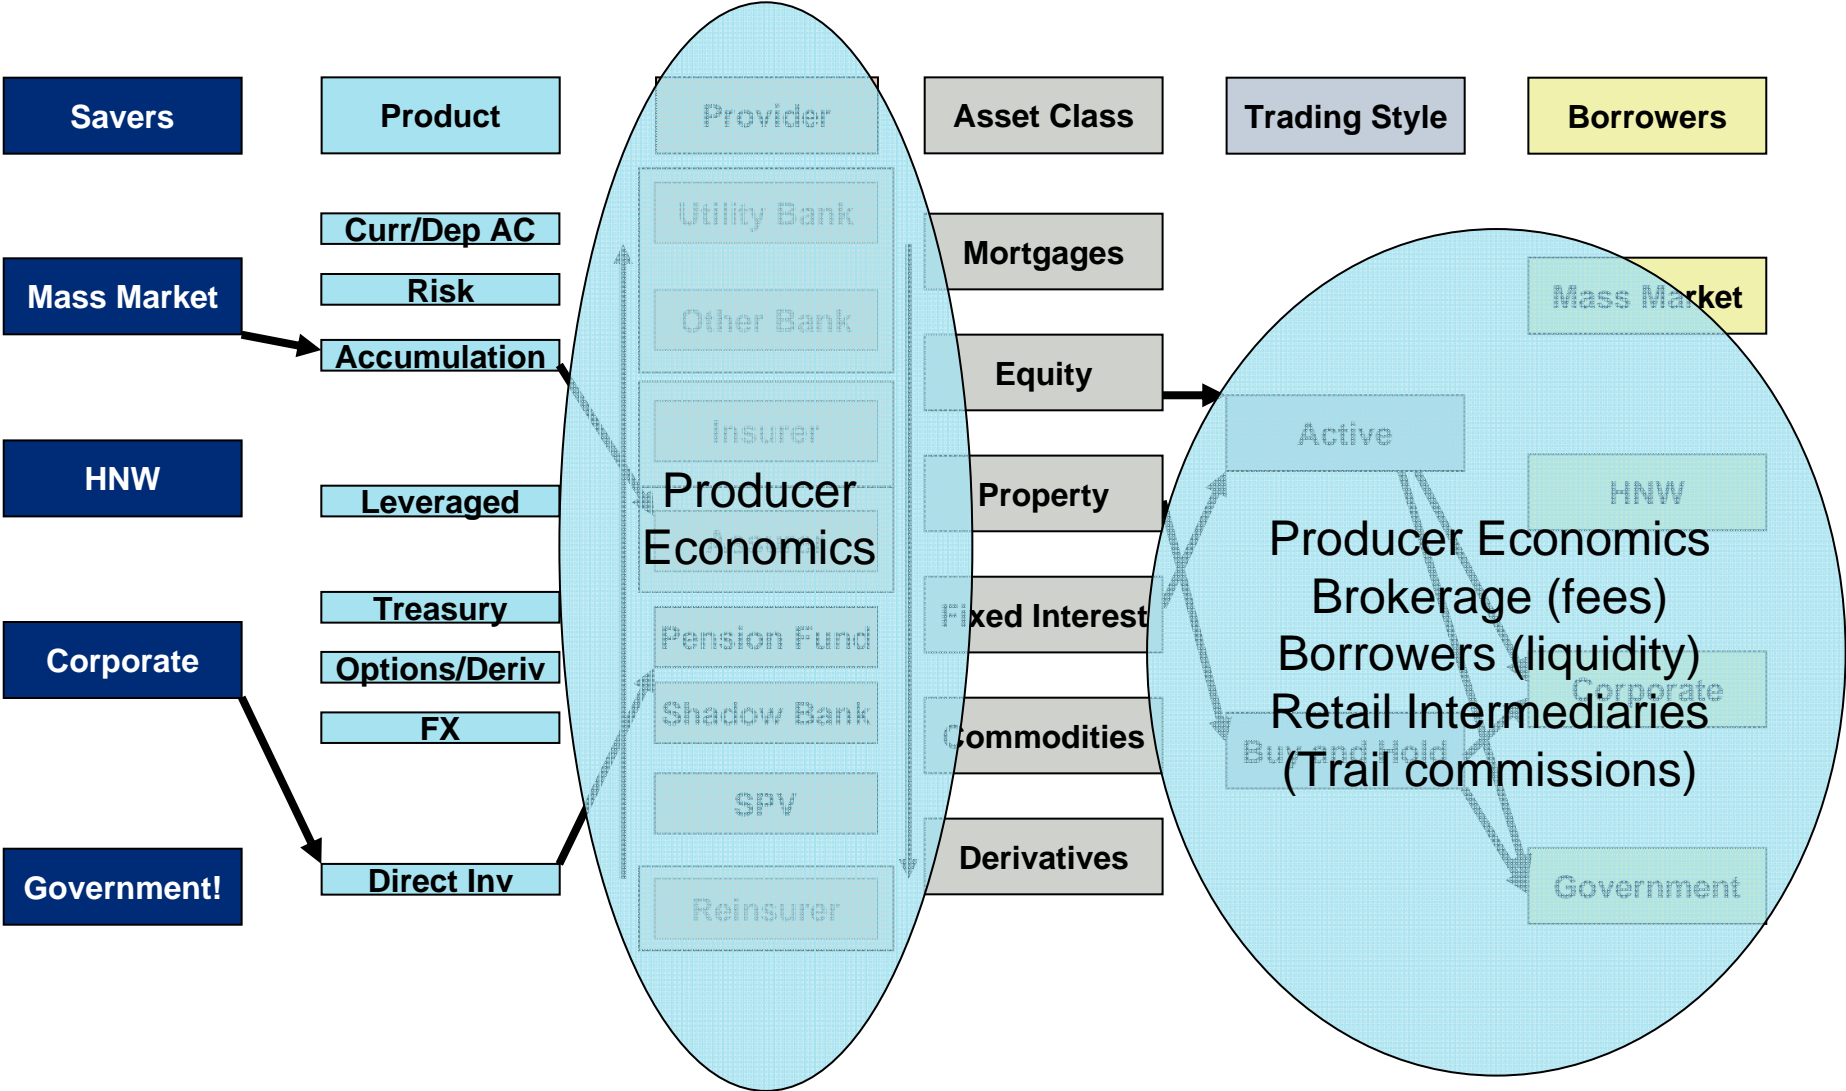 Savers
Product
Provider
Asset Class
Trading Style
Borrowers
Mass Market
HNW
Corporate
Government!
Curr/Dep AC
Risk
Accumulation
Leveraged
Treasury
Options/Deriv
FX
Direct Inv
Utility Bank
Other Bank
Insurer
Producer
Economics
Pension Fund
Shadow Bank
SPV
Reinsurer
Mortgages
Equity
Property
Fixed Interest
Commodities
Derivatives
Active
Buy and Hold
Producer Economics
Brokerage (fees)
Borrowers (liquidity)
Retail Intermediaries
(Trail commissions)
Mass Market
HNW
Corporate
Government